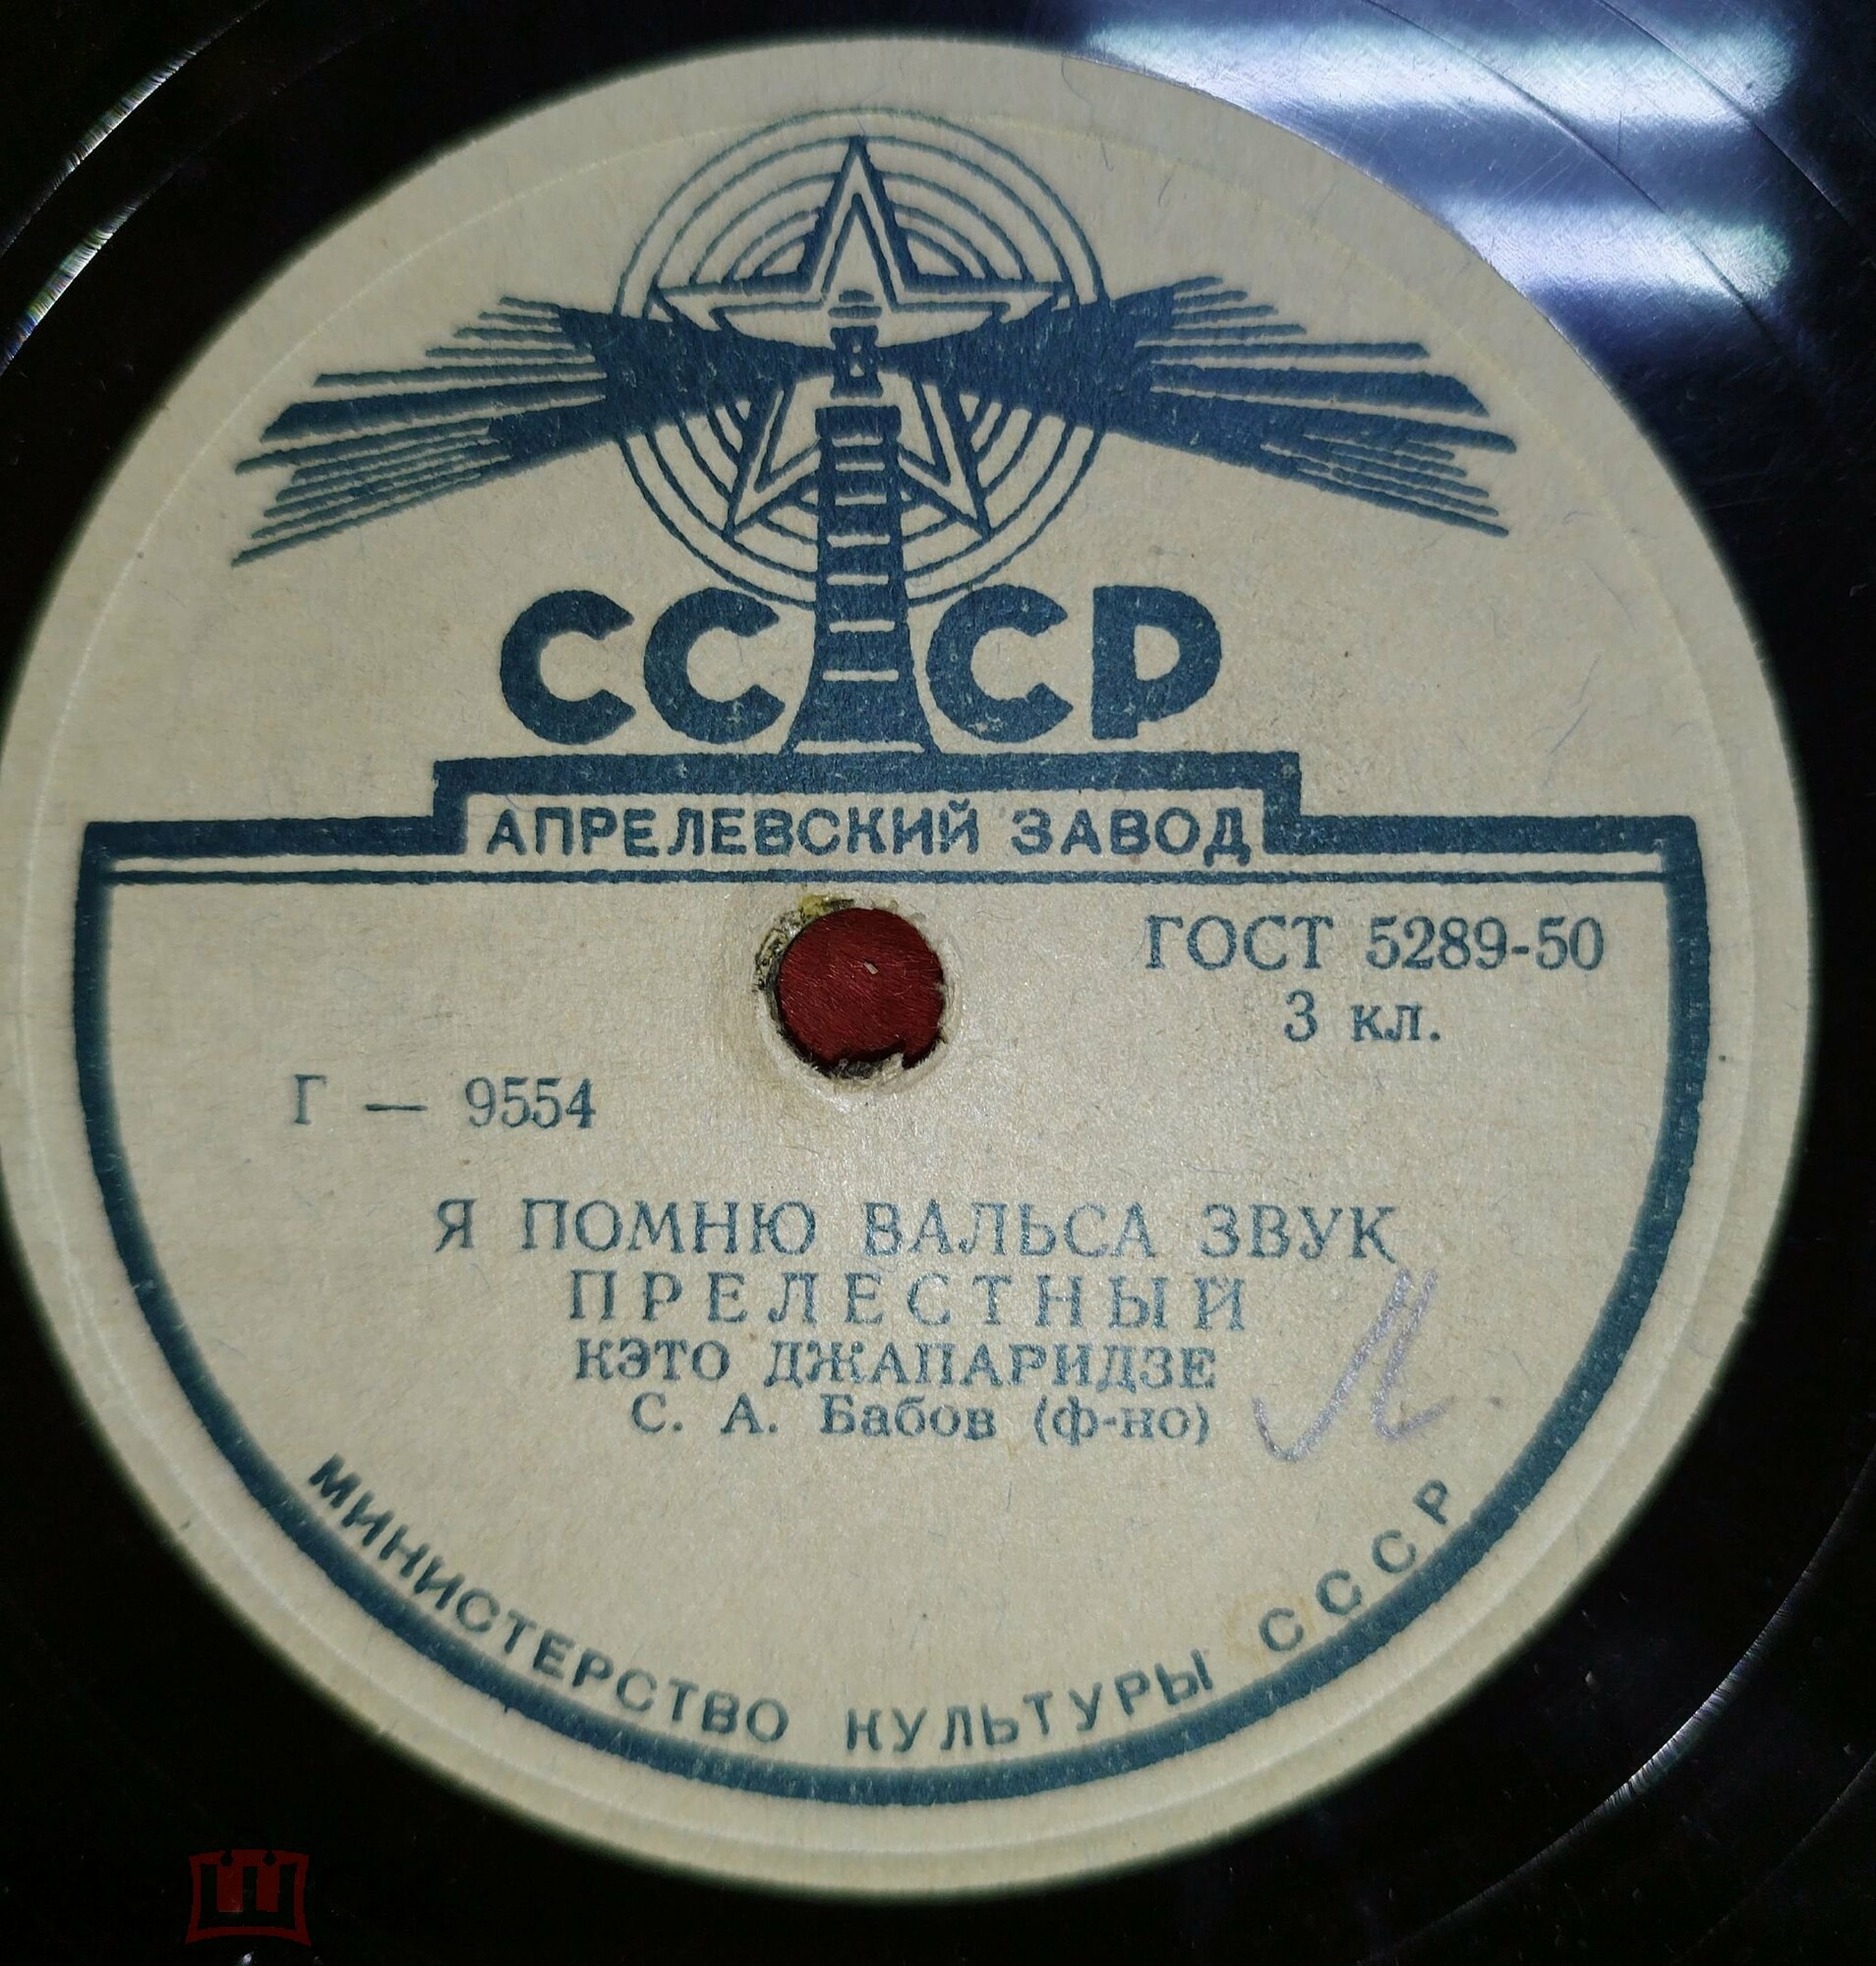 СССР
АПРЕЛЕВСКИЙ ЗАВОД
ГОСТ 5289-50
3 кл.
Г — 9554
Я ПОМНЮ ВАЛЬСА ЗВУК
ПРЕЛЕСТНЫЙ
КЭТО ДЖАПАРИДЗЕ
С. А. Бабов (ф-но)
МИНИСТЕРСТВО КУЛЬТУРЫ СССР